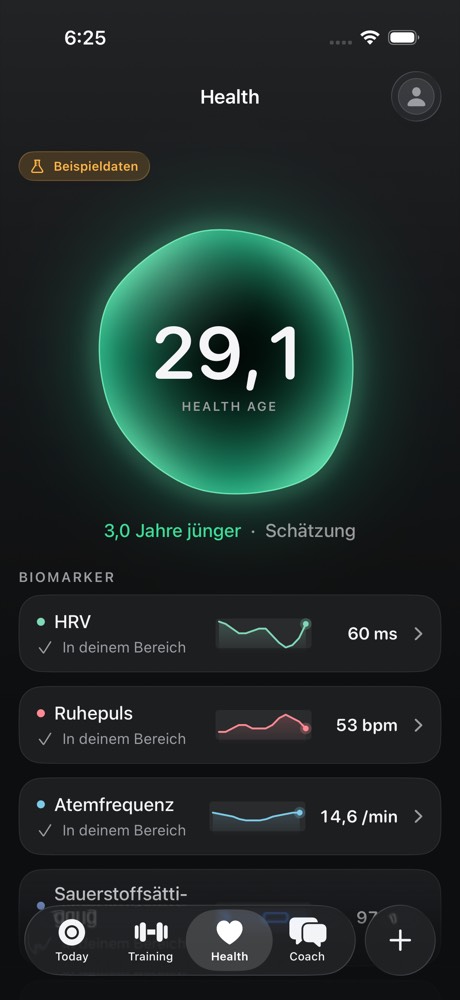 6:25
Health
Beispieldaten
29,1
HEALTH AGE
3,0 Jahre jünger · Schätzung
BIOMARKER
HRV
In deinem Bereich
60 ms
Ruhepuls
In deinem Bereich
53 bpm
Atemfrequenz
In deinem Bereich
14,6 /min
Sauerstoffsätti-
97
Today
Training
Health
Coach